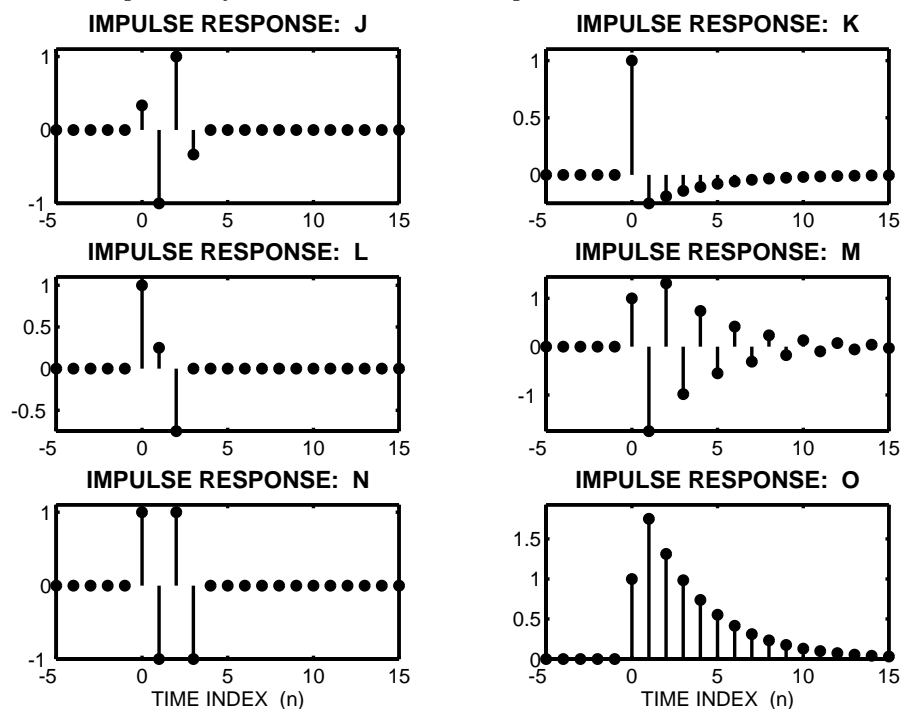 IMPULSE RESPONSE: J
1
0
-1
-5 0 5 10 15
IMPULSE RESPONSE: K
1
0.5
0
-5 0 5 10 15
IMPULSE RESPONSE: L
1
0.5
0
-0.5
-5 0 5 10 15
IMPULSE RESPONSE: M
1
0
-1
-5 0 5 10 15
IMPULSE RESPONSE: N
1
0
-1
-5 0 5 10 15
TIME INDEX (n)
IMPULSE RESPONSE: O
1.5
1
0.5
0
-5 0 5 10 15
TIME INDEX (n)